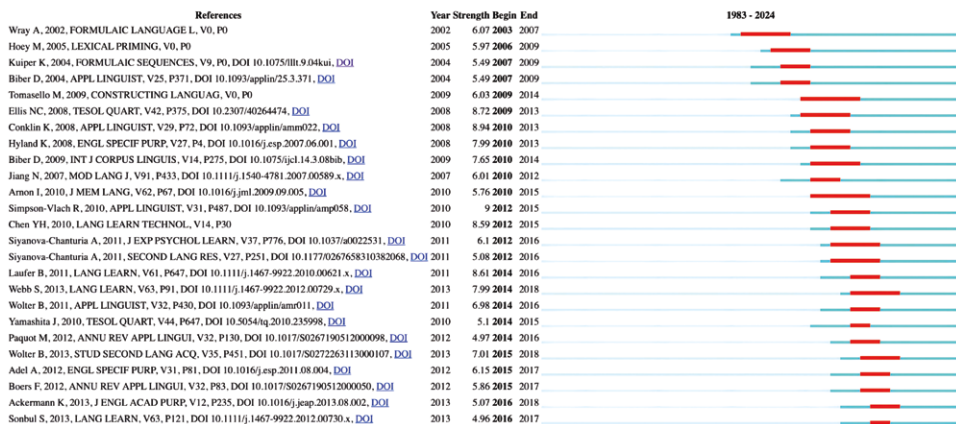 References Year Strength Begin End 1983 - 2024
Wray A, 2002, FORMULAIC LANGUAGE L, V0, P0 2002 6.07 2003 2007
Hoey M, 2005, LEXICAL PRIMING, V0, P0 2005 5.97 2006 2009
Kuiper K, 2004, FORMULAIC SEQUENCES, V9, P0, DOI 10.1075/lllt.9.04kui, DOI 2004 5.49 2007 2009
Biber D, 2004, APPL LINGUIST, V25, P371, DOI 10.1093/applin/25.3.371, DOI 2004 5.49 2007 2009
Tomasello M, 2009, CONSTRUCTING LANGUAG, V0, P0 2009 6.03 2009 2014
Ellis NC, 2008, TESOL QUART, V42, P375, DOI 10.2307/40264474, DOI 2008 8.72 2009 2013
Conklin K, 2008, APPL LINGUIST, V29, P72, DOI 10.1093/applin/amm022, DOI 2008 8.94 2010 2013
Hyland K, 2008, ENGL SPECIF PURP, V27, P4, DOI 10.1016/j.esp.2007.06.001, DOI 2008 7.99 2010 2013
Biber D, 2009, INT J CORPUS LINGUIS, V14, P275, DOI 10.1075/ijcl.14.3.08bib, DOI 2009 7.65 2010 2014
Jiang N, 2007, MOD LANG J, V91, P433, DOI 10.1111/j.1540-4781.2007.00589.x, DOI 2007 6.01 2010 2012
Arnon I, 2010, J MEM LANG, V62, P67, DOI 10.1016/j.jml.2009.09.005, DOI 2010 5.76 2010 2015
Simpson-Vlach R, 2010, APPL LINGUIST, V31, P487, DOI 10.1093/applin/amp058, DOI 2010 9 2012 2015
Chen YH, 2010, LANG LEARN TECHNOL, V14, P30 2010 8.59 2012 2015
Siyanova-Chanturia A, 2011, J EXP PSYCHOL LEARN, V37, P776, DOI 10.1037/a0022531, DOI 2011 6.1 2012 2016
Siyanova-Chanturia A, 2011, SECOND LANG RES, V27, P251, DOI 10.1177/0267658310382068, DOI 2011 5.08 2012 2016
Laufer B, 2011, LANG LEARN, V61, P647, DOI 10.1111/j.1467-9922.2010.00621.x, DOI 2011 8.61 2014 2016
Webb S, 2013, LANG LEARN, V63, P91, DOI 10.1111/j.1467-9922.2012.00729.x, DOI 2013 7.99 2014 2018
Wolter B, 2011, APPL LINGUIST, V32, P430, DOI 10.1093/applin/amr011, DOI 2011 6.98 2014 2016
Yamashita J, 2010, TESOL QUART, V44, P647, DOI 10.5054/tq.2010.235998, DOI 2010 5.1 2014 2015
Paquot M, 2012, ANNU REV APPL LINGUI, V32, P130, DOI 10.1017/S0267190512000098, DOI 2012 4.97 2014 2016
Wolter B, 2013, STUD SECOND LANG ACQ, V35, P451, DOI 10.1017/S0272263113000107, DOI 2013 7.01 2015 2018
Adel A, 2012, ENGL SPECIF PURP, V31, P81, DOI 10.1016/j.esp.2011.08.004, DOI 2012 6.15 2015 2017
Boers F, 2012, ANNU REV APPL LINGUI, V32, P83, DOI 10.1017/S0267190512000050, DOI 2012 5.86 2015 2017
Ackermann K, 2013, J ENGL ACAD PURP, V12, P235, DOI 10.1016/j.jeap.2013.08.002, DOI 2013 5.07 2016 2018
Sonbul S, 2013, LANG LEARN, V63, P121, DOI 10.1111/j.1467-9922.2012.00730.x, DOI 2013 4.96 2016 2017